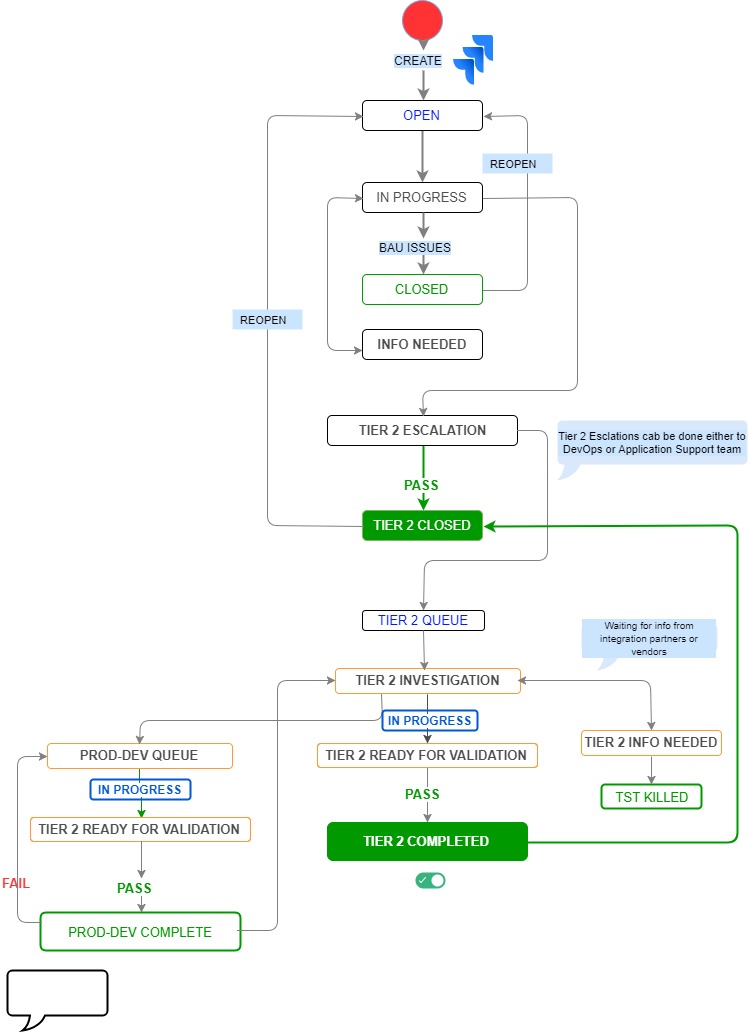 CREATE
OPEN
REOPEN
IN PROGRESS
BAU ISSUES
CLOSED
REOPEN
INFO NEEDED
TIER 2 ESCALATION
Tier 2 Esclations cab be done either to
DevOps or Application Support team
PASS
TIER 2 CLOSED
TIER 2 QUEUE
Waiting for info from
integration partners or
vendors
TIER 2 INVESTIGATION
IN PROGRESS
TIER 2 INFO NEEDED
PROD-DEV QUEUE
TIER 2 READY FOR VALIDATION
IN PROGRESS
PASS
TST KILLED
TIER 2 READY FOR VALIDATION
TIER 2 COMPLETED
FAIL
PASS
PROD-DEV COMPLETE